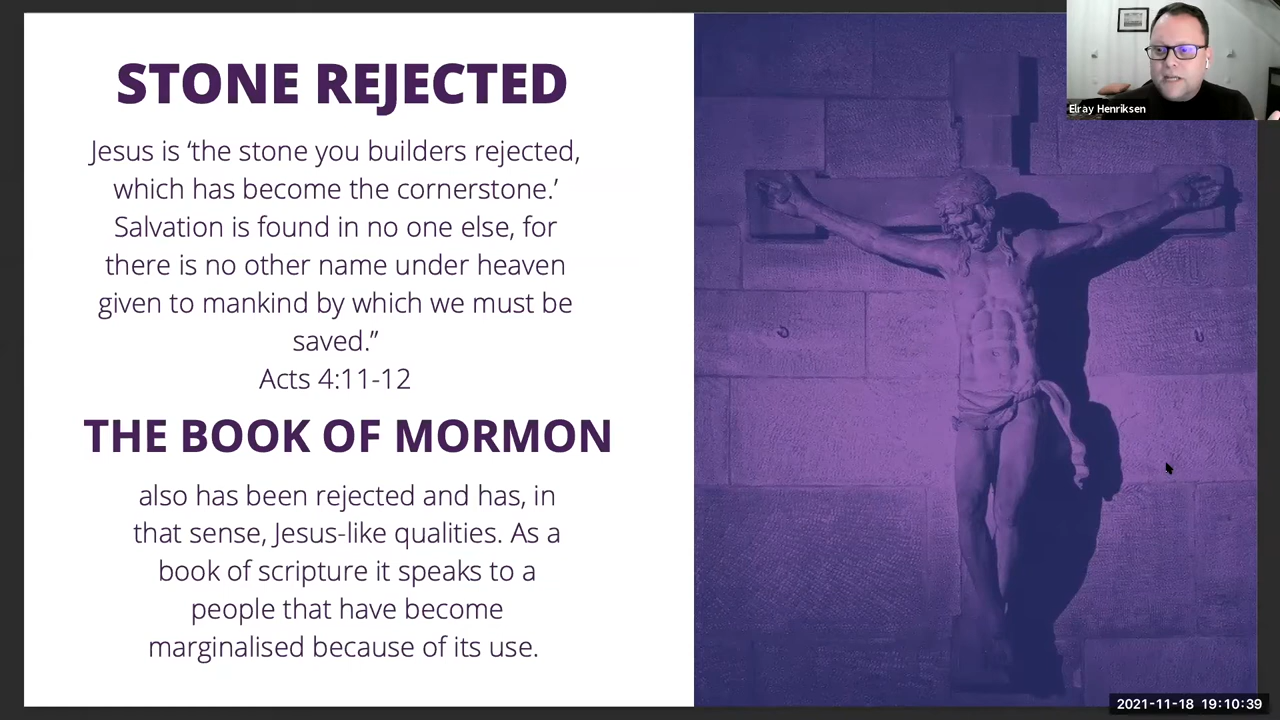 STONE REJECTED
Jesus is ‘the stone you builders rejected,
which has become the cornerstone.’
Salvation is found in no one else, for
there is no other name under heaven
given to mankind by which we must be
saved.”
Acts 4:11-12
THE BOOK OF MORMON
also has been rejected and has, in
that sense, Jesus-like qualities. As a
book of scripture it speaks to a
people that have become
marginalised because of its use.
Elray Henriksen
2021-11-18 19:10:39